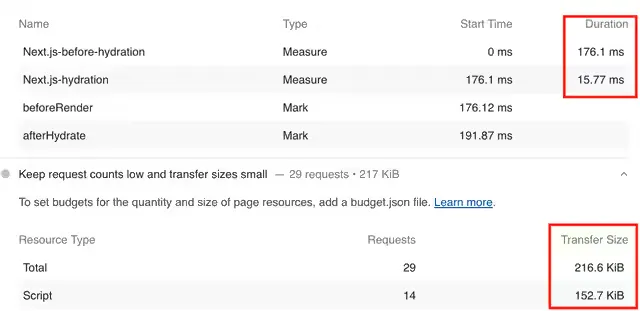 Name Type Start Time Duration
Next.js-before-hydration Measure 0 ms 176.1 ms
Next.js-hydration Measure 176.1 ms 15.77 ms
beforeRender Mark 176.12 ms
afterHydrate Mark 191.87 ms
Keep request counts low and transfer sizes small — 29 requests • 217 KiB
To set budgets for the quantity and size of page resources, add a budget.json file. Learn more.
Resource Type Requests Transfer Size
Total 29 216.6 KiB
Script 14 152.7 KiB